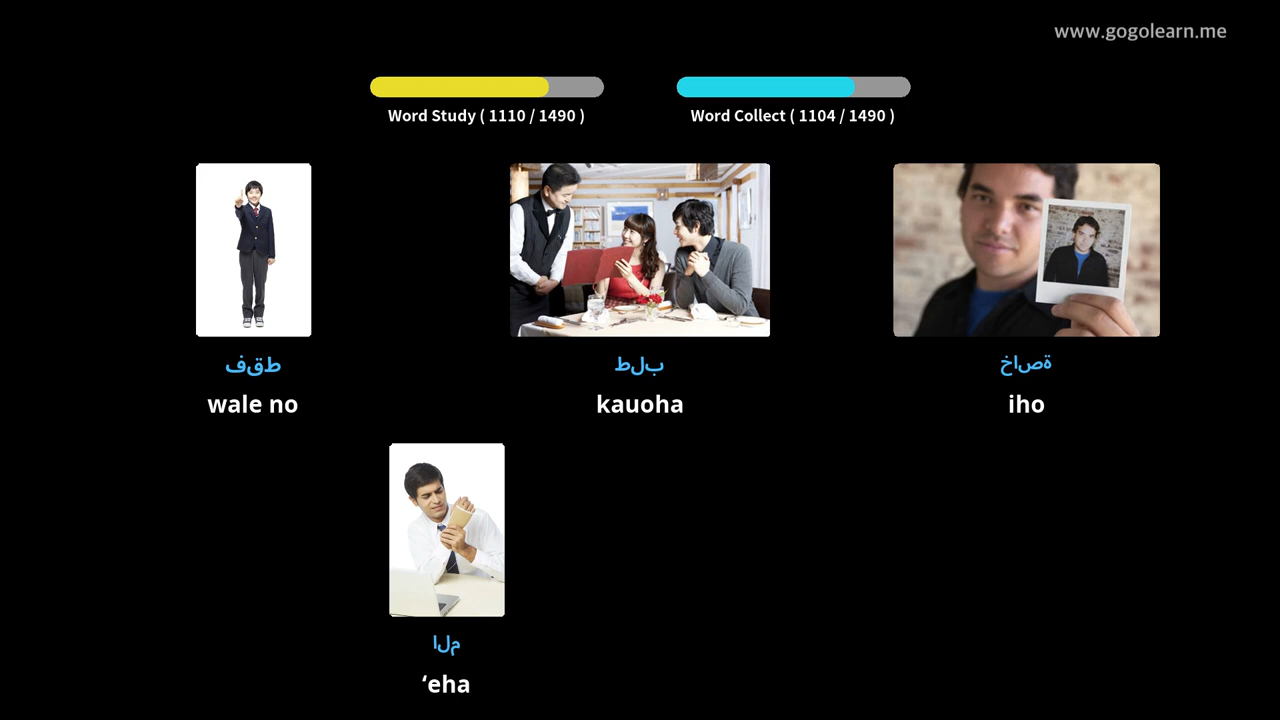 www.gogolearn.me
Word Study ( 1110 / 1490 )
Word Collect ( 1104 / 1490 )
فقط
wale no
طلب
kauoha
خاصة
iho
الم
ʻeha